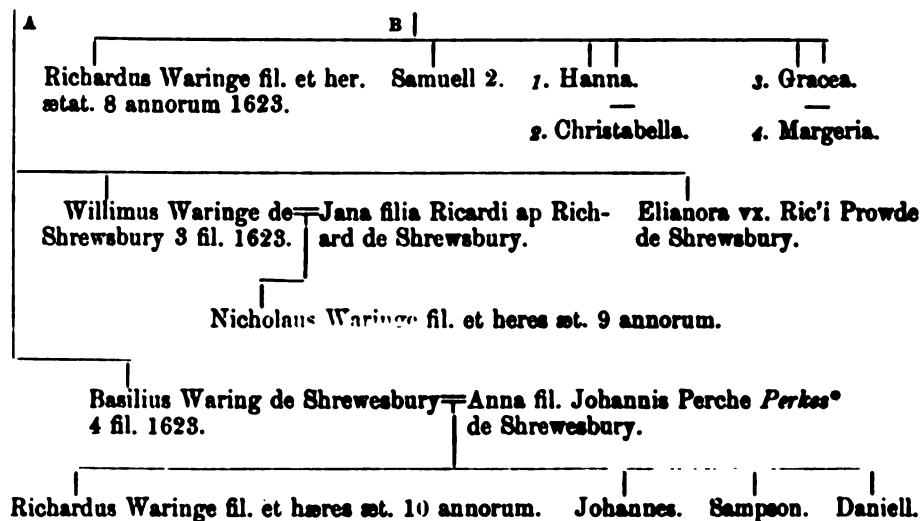 A B
Richardus Waringe fil. et her. Samuell 2. 1. Hanna. 3. Gracea.
ætat. 8 annorum 1623.
2. Christabella. 4. Margeria.
Willimus Waringe de Jana filia Ricardi ap Rich- Elianora vx. Ric'i Prowde
Shrewsbury 3 fil. 1623. ard de Shrewsbury. de Shrewsbury.
Nicholaus Waringe fil. et heres æt. 9 annorum.
Basilius Waring de Shrewesbury Anna fil. Johannis Perche Perkes*
4 fil. 1623. de Shrewesbury.
Richardus Waringe fil. et hæres æt. 10 annorum. Johannes. Sampson. Daniell.